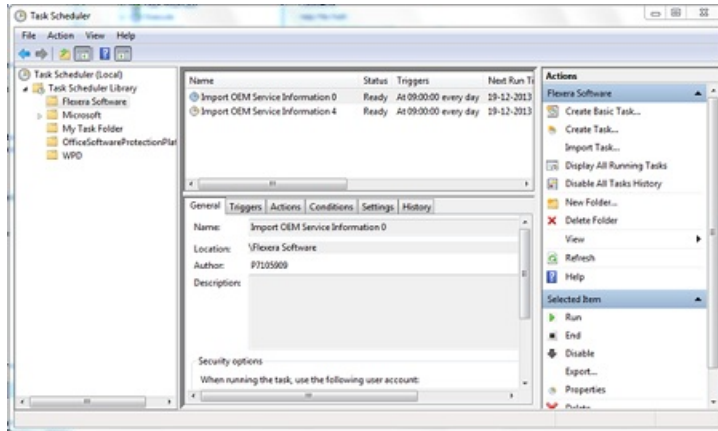 Task Scheduler
File Action View Help
Task Scheduler (Local)
Task Scheduler Library
Flexera Software
Microsoft
My Task Folder
OfficeSoftwareProtectionPlat
WPD
Name Status Triggers Next Run Ti
Import OEM Service Information 0 Ready At 09:00:00 every day 19-12-2013
Import OEM Service Information 4 Ready At 09:00:00 every day 19-12-2013
General Triggers Actions Conditions Settings History
Name: Import OEM Service Information 0
Location: \Flexera Software
Author: P7105909
Description:
Security options
When running the task, use the following user account:
Actions
Flexera Software
Create Basic Task...
Create Task...
Import Task...
Display All Running Tasks
Disable All Tasks History
New Folder...
Delete Folder
View
Refresh
Help
Selected Item
Run
End
Disable
Export...
Properties
Delete